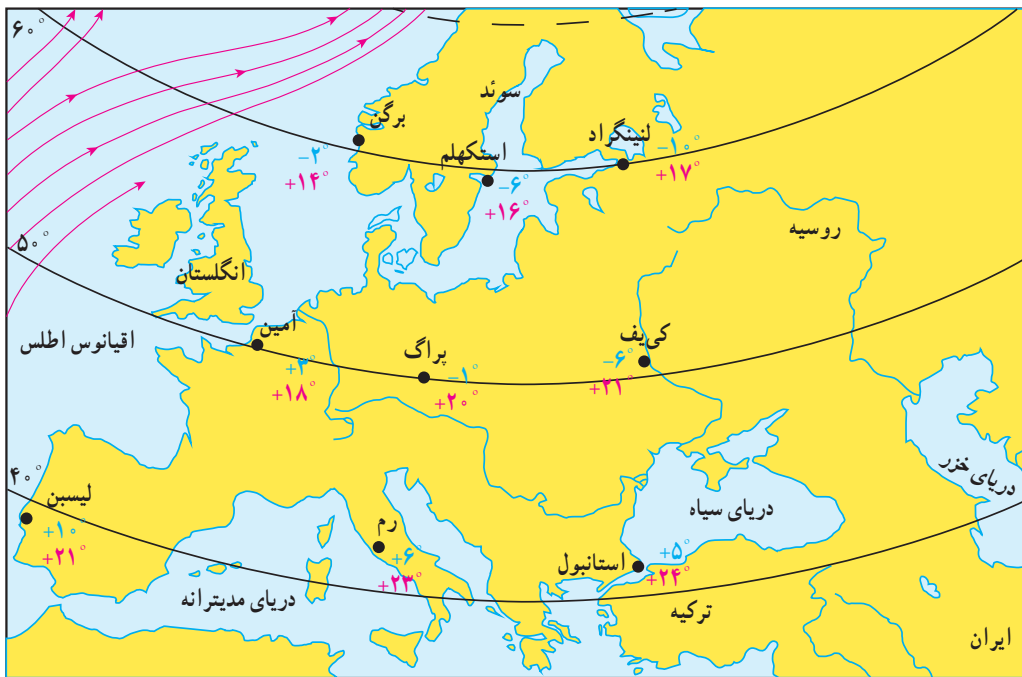 ۶۰°
سوئد
برگن
−۲°
+۱۴°
استکهلم
−۶°
+۱۶°
لنینگراد
−۱۰°
+۱۷°
روسیه
۵۰°
انگلستان
اقیانوس اطلس
آمین
+۳°
+۱۸°
پراگ
−۱°
+۲۰°
کی‌یف
−۶°
+۲۱°
۴۰°
لیسبن
+۱۰°
+۲۱°
رم
+۶°
+۲۳°
دریای مدیترانه
دریای سیاه
دریای خزر
استانبول
+۵°
+۲۴°
ترکیه
ایران